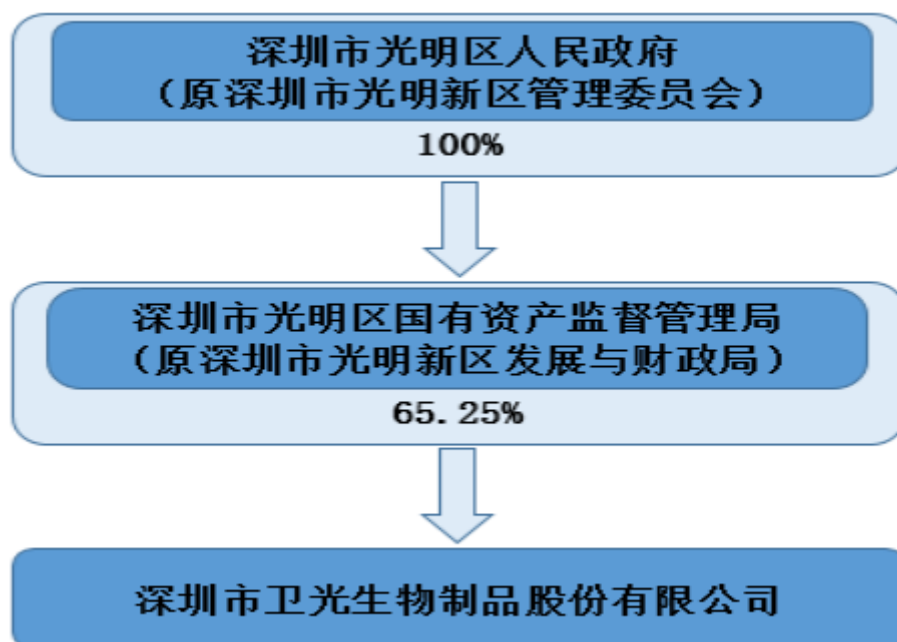 深圳市光明区人民政府
（原深圳市光明新区管理委员会）
100%
深圳市光明区国有资产监督管理局
（原深圳市光明新区发展与财政局）
65.25%
深圳市卫光生物制品股份有限公司